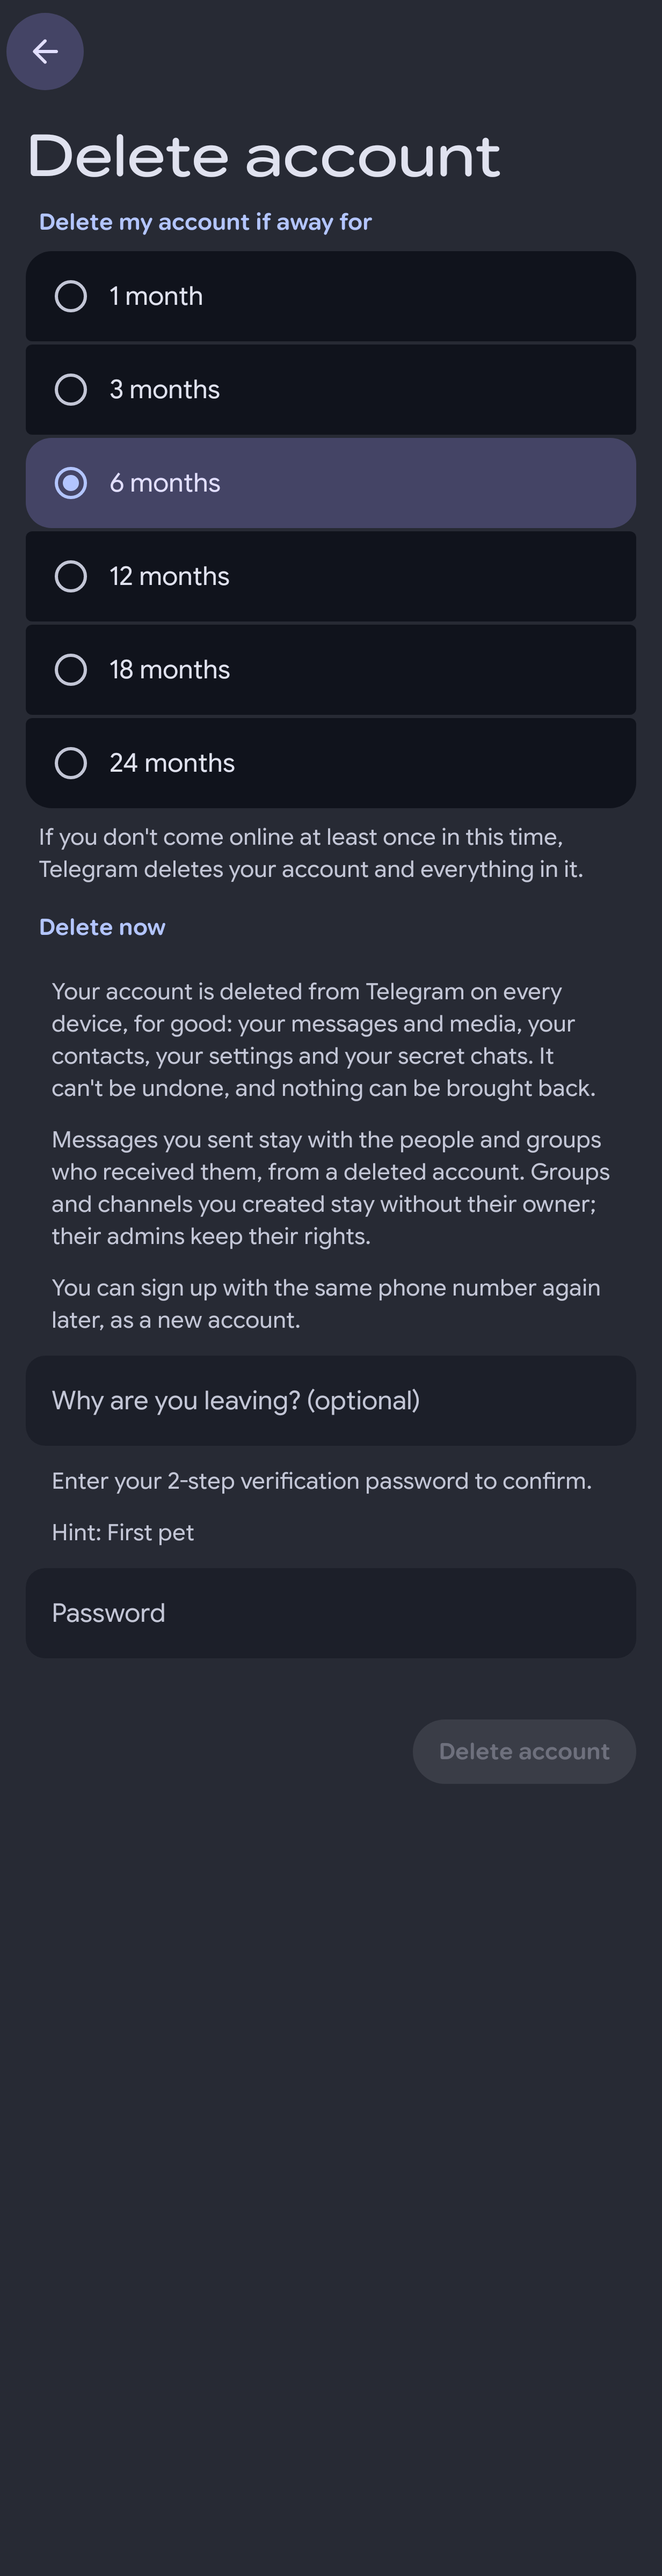 Delete account
Delete my account if away for
1 month
3 months
6 months
12 months
18 months
24 months
If you don't come online at least once in this time,
Telegram deletes your account and everything in it.
Delete now
Your account is deleted from Telegram on every
device, for good: your messages and media, your
contacts, your settings and your secret chats. It
can't be undone, and nothing can be brought back.
Messages you sent stay with the people and groups
who received them, from a deleted account. Groups
and channels you created stay without their owner;
their admins keep their rights.
You can sign up with the same phone number again
later, as a new account.
Why are you leaving? (optional)
Enter your 2-step verification password to confirm.
Hint: First pet
Password
Delete account